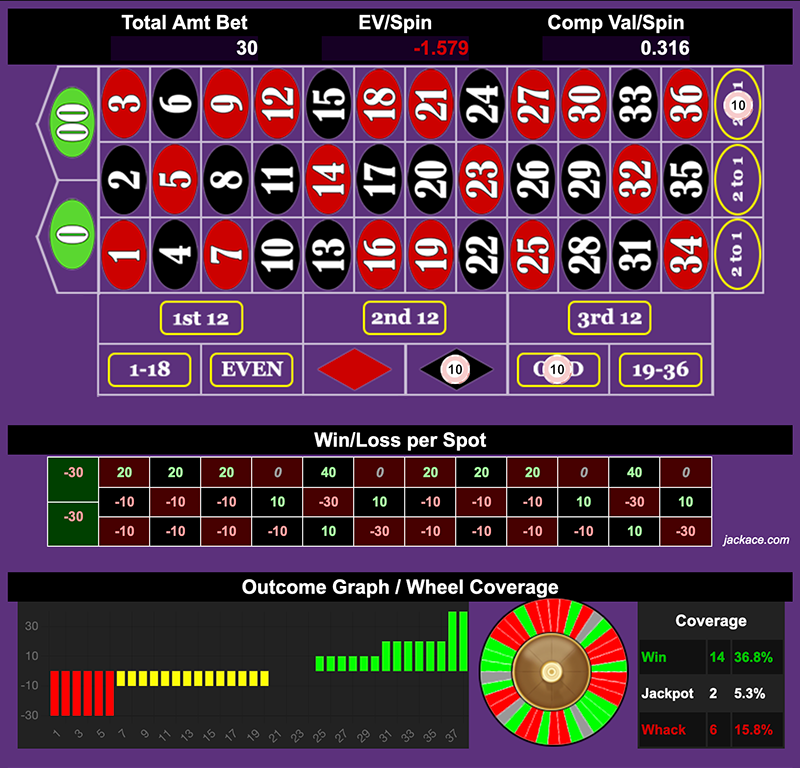 Total Amt Bet EV/Spin Comp Val/Spin
30 -1.579 0.316
00 3 6 9 12 15 18 21 24 27 30 33 36 10 1
2 5 8 11 14 17 20 23 26 29 32 35 2 to 1
0 1 4 7 10 13 16 19 22 25 28 31 34 2 to 1
1st 12 2nd 12 3rd 12
1-18 EVEN 10 10 19-36
Win/Loss per Spot
-30 20 20 20 0 40 0 20 20 20 0 40 0
-10 -10 -10 10 -30 10 -10 -10 -10 10 -30 10
-30 -10 -10 -10 -10 10 -30 -10 -10 -10 -10 10 -30
jackace.com
Outcome Graph / Wheel Coverage
30
10
-10
-30
1 3 5 7 9 11 13 15 17 19 21 23 25 27 29 31 33 35 37
Coverage
Win 14 36.8%
Jackpot 2 5.3%
Whack 6 15.8%